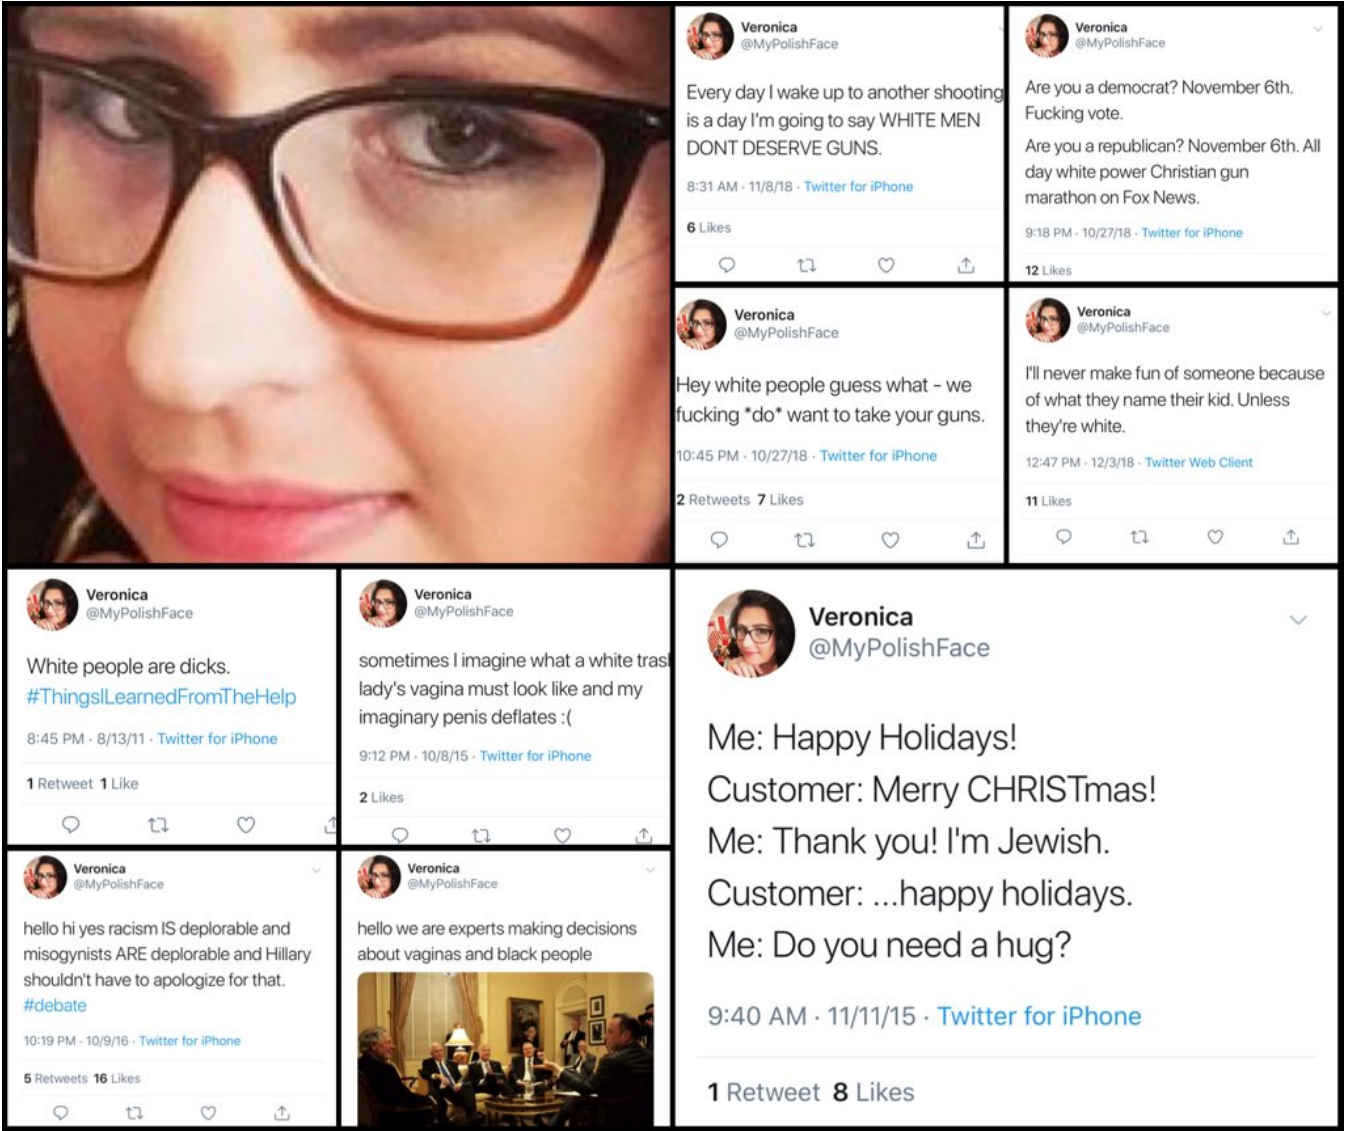 Veronica
@MyPolishFace
Every day I wake up to another shooting
is a day I'm going to say WHITE MEN
DONT DESERVE GUNS.
8:31 AM · 11/8/18 · Twitter for iPhone
6 Likes
Veronica
@MyPolishFace
Are you a democrat? November 6th.
Fucking vote.
Are you a republican? November 6th. All
day white power Christian gun
marathon on Fox News.
9:18 PM · 10/27/18 · Twitter for iPhone
12 Likes
Veronica
@MyPolishFace
Hey white people guess what - we
fucking *do* want to take your guns.
10:45 PM · 10/27/18 · Twitter for iPhone
2 Retweets 7 Likes
Veronica
@MyPolishFace
I'll never make fun of someone because
of what they name their kid. Unless
they're white.
12:47 PM · 12/3/18 · Twitter Web Client
11 Likes
Veronica
@MyPolishFace
White people are dicks.
#ThingsILearnedFromTheHelp
8:45 PM · 8/13/11 · Twitter for iPhone
1 Retweet 1 Like
Veronica
@MyPolishFace
sometimes I imagine what a white tras
lady's vagina must look like and my
imaginary penis deflates :(
9:12 PM · 10/8/15 · Twitter for iPhone
2 Likes
Veronica
@MyPolishFace
Me: Happy Holidays!
Customer: Merry CHRISTmas!
Me: Thank you! I'm Jewish.
Customer: ...happy holidays.
Me: Do you need a hug?
9:40 AM · 11/11/15 · Twitter for iPhone
1 Retweet 8 Likes
Veronica
@MyPolishFace
hello hi yes racism IS deplorable and
misogynists ARE deplorable and Hillary
shouldn't have to apologize for that.
#debate
10:19 PM · 10/9/16 · Twitter for iPhone
5 Retweets 16 Likes
Veronica
@MyPolishFace
hello we are experts making decisions
about vaginas and black people